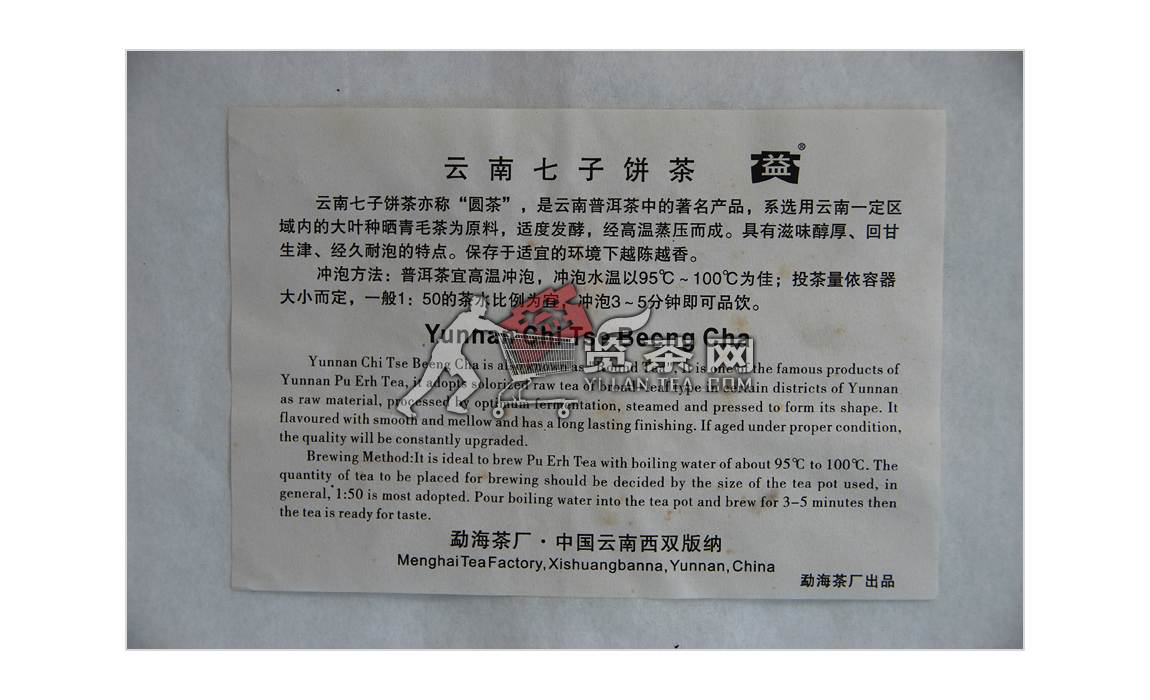 云南七子饼茶 益®
云南七子饼茶亦称“圆茶”，是云南普洱茶中的著名产品，系选用云南一定区
域内的大叶种晒青毛茶为原料，适度发酵，经高温蒸压而成。具有滋味醇厚、回甘
生津、经久耐泡的特点。保存于适宜的环境下越陈越香。
冲泡方法：普洱茶宜高温冲泡，冲泡水温以95℃～100℃为佳；投茶量依容器
大小而定，一般1：50的茶水比例为宜，冲泡3～5分钟即可品饮。
Yunnan Chi Tse Beeng Cha
Yunnan Chi Tse Beeng Cha is also known as "Round Tea", it is one of the famous products of
Yunnan Pu Erh Tea, it adopts solorized raw tea of broad-leaf type in certain districts of Yunnan
as raw material, processed by optimum fermentation, steamed and pressed to form its shape. It
flavoured with smooth and mellow and has a long lasting finishing. If aged under proper condition,
the quality will be constantly upgraded.
Brewing Method:It is ideal to brew Pu Erh Tea with boiling water of about 95℃ to 100℃. The
quantity of tea to be placed for brewing should be decided by the size of the tea pot used, in
general, 1:50 is most adopted. Pour boiling water into the tea pot and brew for 3-5 minutes then
the tea is ready for taste.
勐海茶厂·中国云南西双版纳
Menghai Tea Factory, Xishuangbanna, Yunnan, China
勐海茶厂出品
览茶网
YJLIAN-TEA.COM